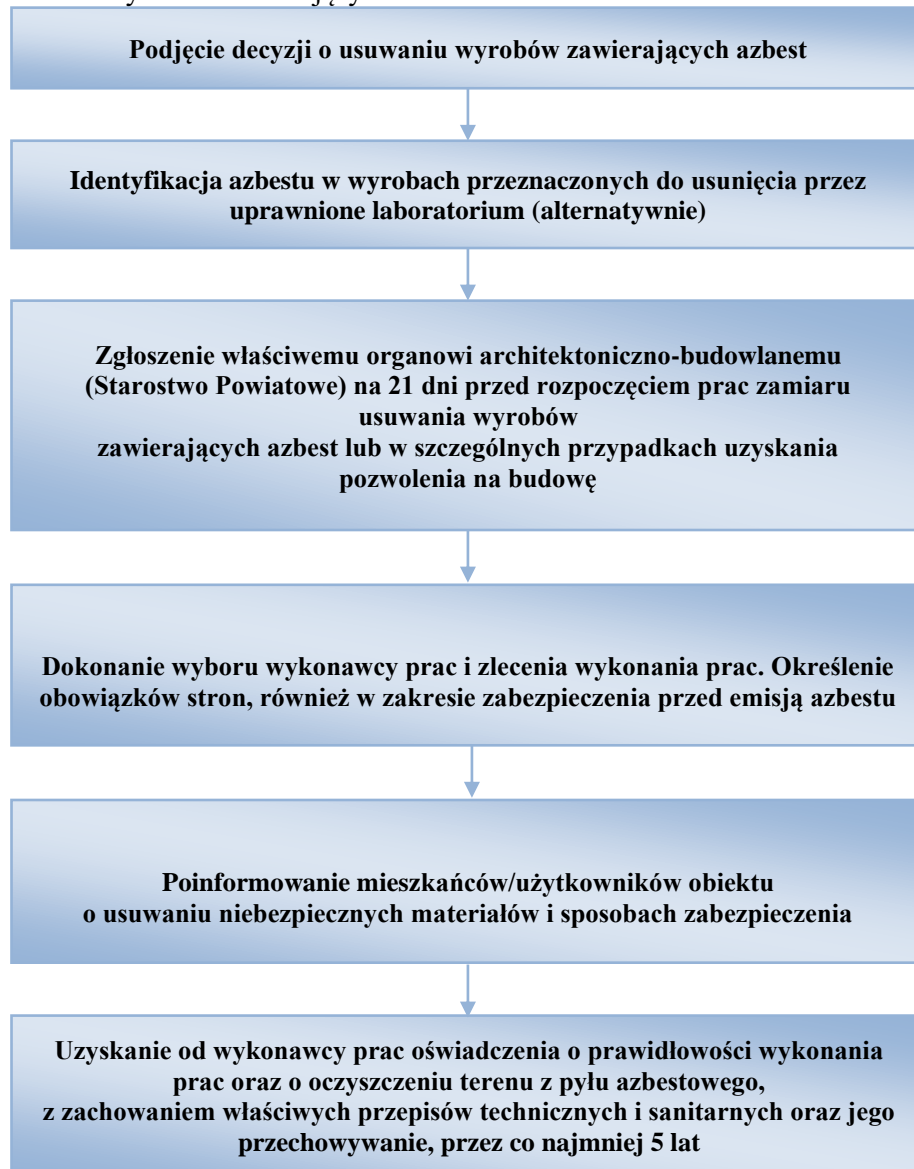 Podjęcie decyzji o usuwaniu wyrobów zawierających azbest
Identyfikacja azbestu w wyrobach przeznaczonych do usunięcia przez
uprawnione laboratorium (alternatywnie)
Zgłoszenie właściwemu organowi architektoniczno-budowlanemu
(Starostwo Powiatowe) na 21 dni przed rozpoczęciem prac zamiaru
usuwania wyrobów
zawierających azbest lub w szczególnych przypadkach uzyskania
pozwolenia na budowę
Dokonanie wyboru wykonawcy prac i zlecenia wykonania prac. Określenie
obowiązków stron, również w zakresie zabezpieczenia przed emisją azbestu
Poinformowanie mieszkańców/użytkowników obiektu
o usuwaniu niebezpiecznych materiałów i sposobach zabezpieczenia
Uzyskanie od wykonawcy prac oświadczenia o prawidłowości wykonania
prac oraz o oczyszczeniu terenu z pyłu azbestowego,
z zachowaniem właściwych przepisów technicznych i sanitarnych oraz jego
przechowywanie, przez co najmniej 5 lat